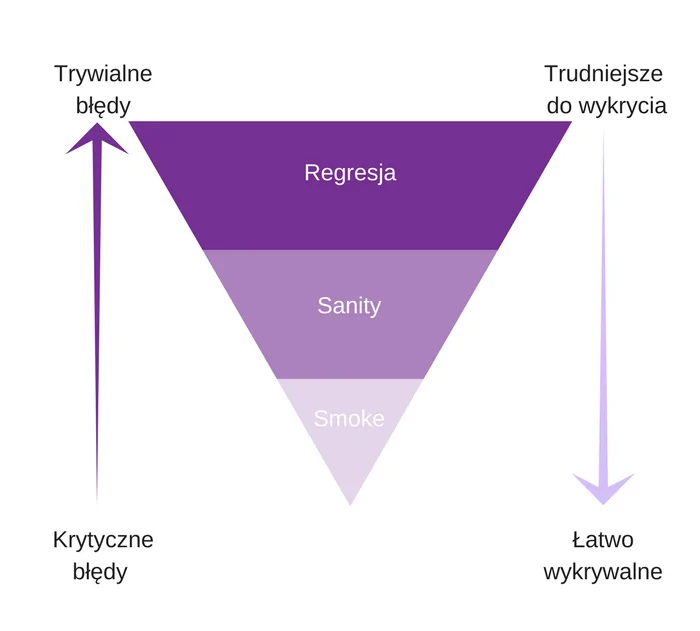 Trywialne
błędy
Trudniejsze
do wykrycia
Regresja
Sanity
Smoke
Krytyczne
błędy
Łatwo
wykrywalne